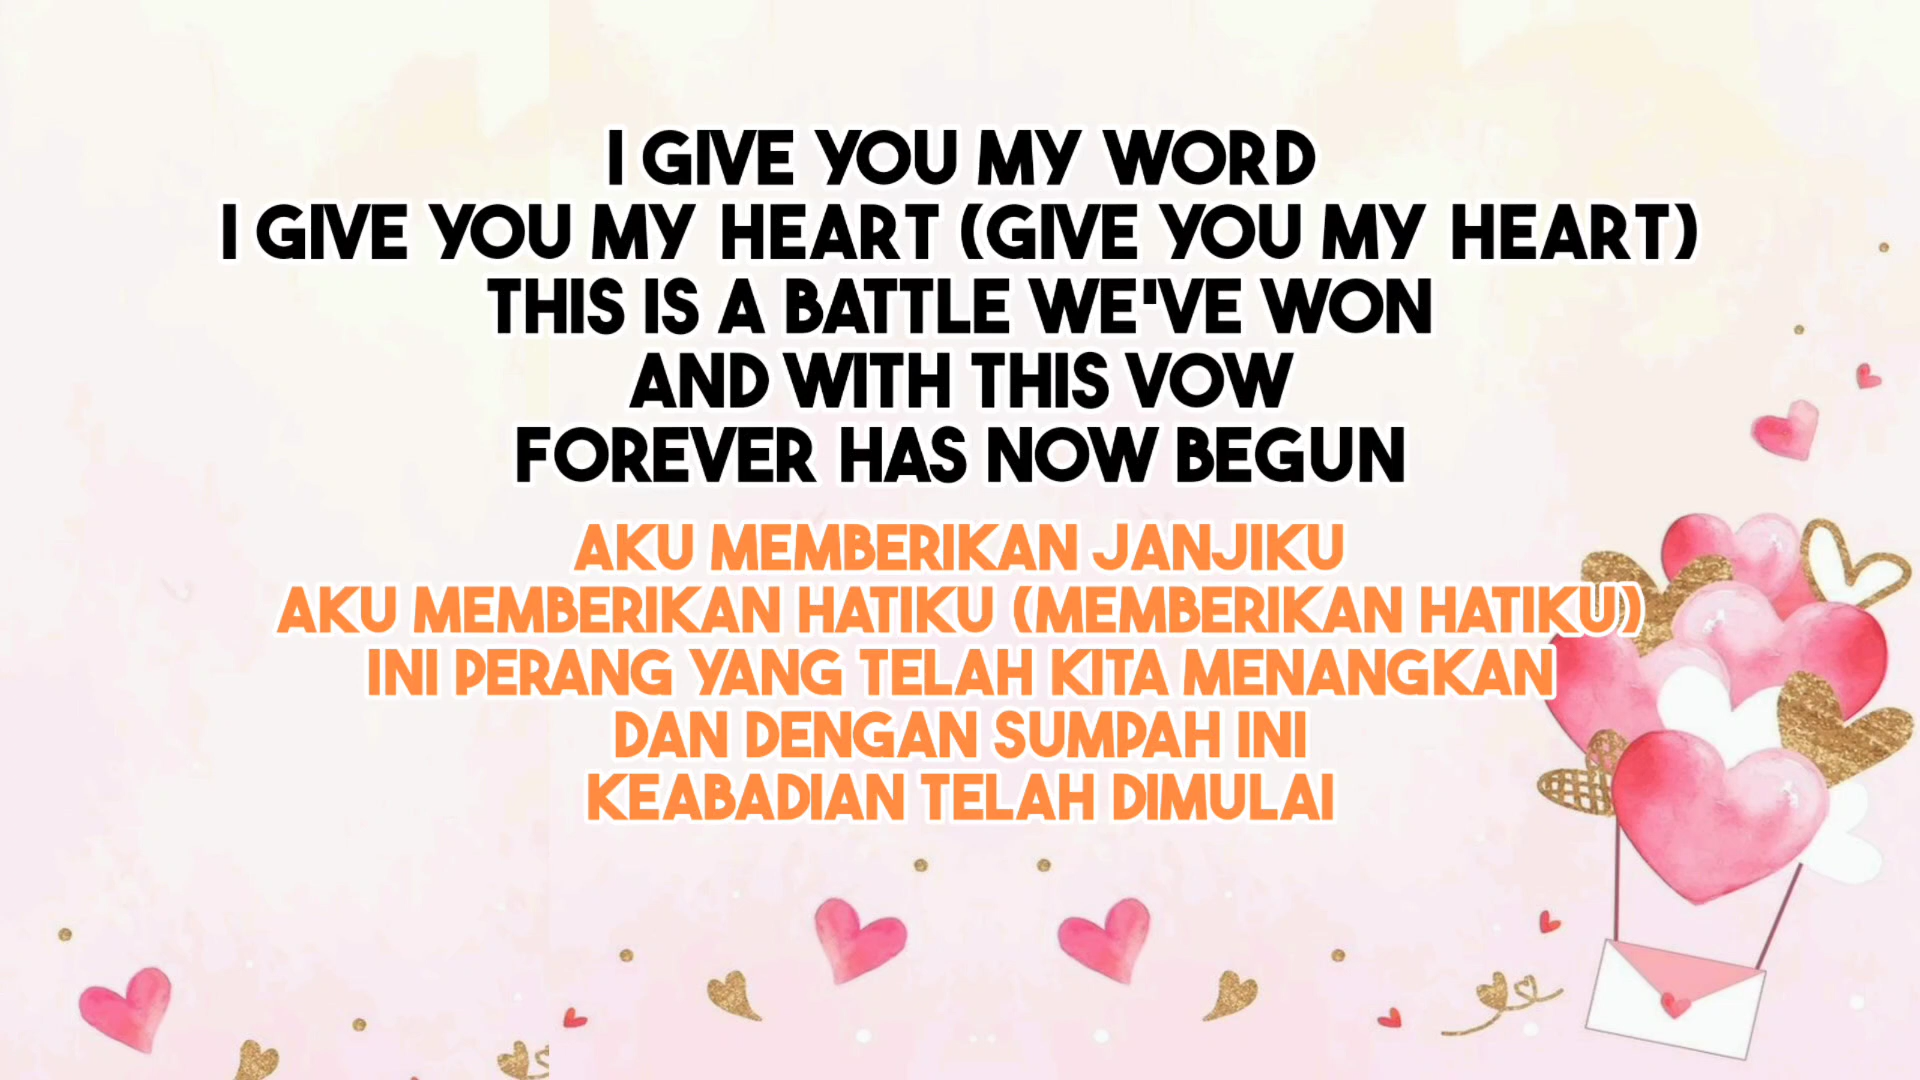 I GIVE YOU MY WORD
I GIVE YOU MY HEART (GIVE YOU MY HEART)
THIS IS A BATTLE WE'VE WON
AND WITH THIS VOW
FOREVER HAS NOW BEGUN
AKU MEMBERIKAN JANJIKU
AKU MEMBERIKAN HATIKU (MEMBERIKAN HATIKU)
INI PERANG YANG TELAH KITA MENANGKAN
DAN DENGAN SUMPAH INI
KEABADIAN TELAH DIMULAI